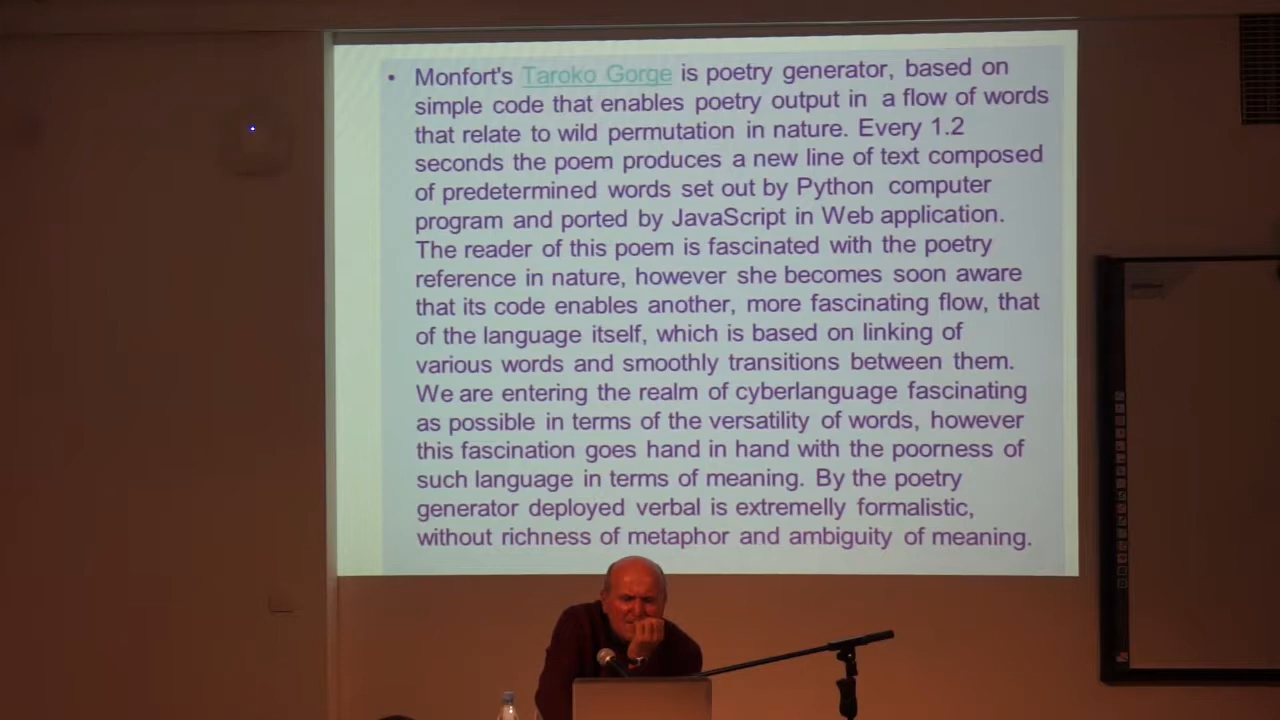 • Monfort's Taroko Gorge is poetry generator, based on
simple code that enables poetry output in a flow of words
that relate to wild permutation in nature. Every 1.2
seconds the poem produces a new line of text composed
of predetermined words set out by Python computer
program and ported by JavaScript in Web application.
The reader of this poem is fascinated with the poetry
reference in nature, however she becomes soon aware
that its code enables another, more fascinating flow, that
of the language itself, which is based on linking of
various words and smoothly transitions between them.
We are entering the realm of cyberlanguage fascinating
as possible in terms of the versatility of words, however
this fascination goes hand in hand with the poorness of
such language in terms of meaning. By the poetry
generator deployed verbal is extremelly formalistic,
without richness of metaphor and ambiguity of meaning.